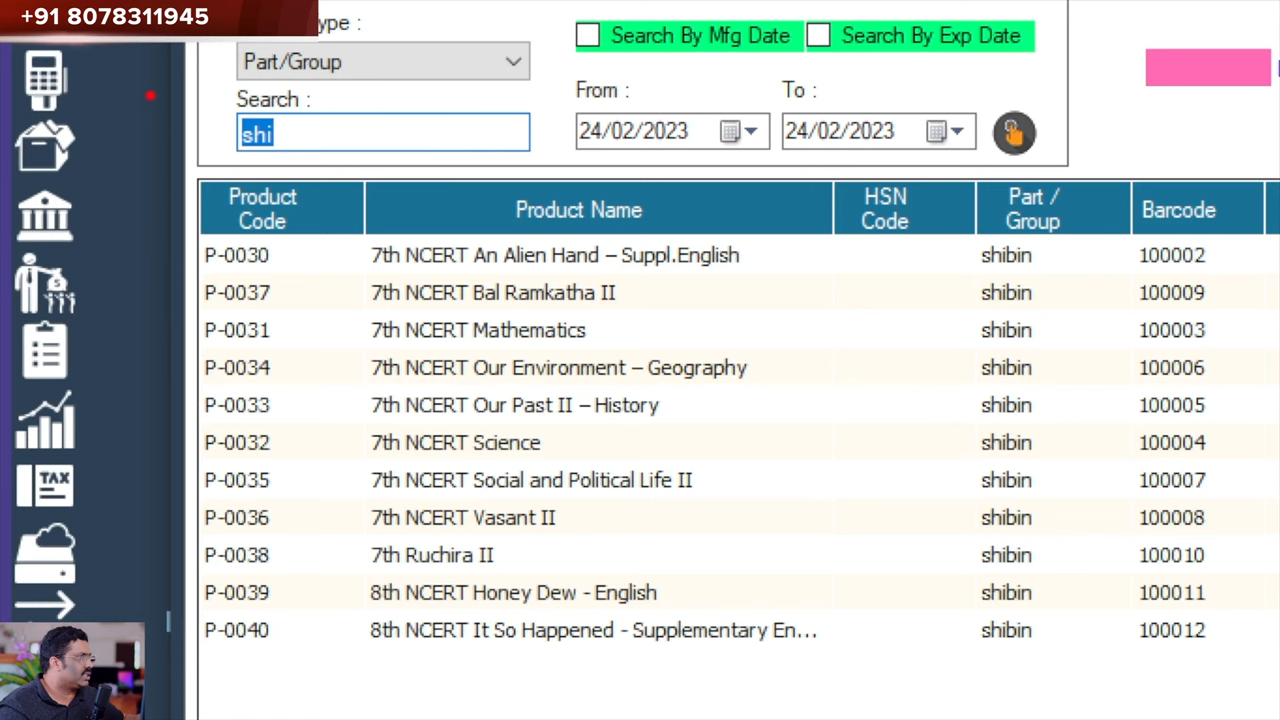 +91 8078311945
ype :
Part/Group
Search By Mfg Date
Search By Exp Date
Search :
From :
To :
shi
24/02/2023
24/02/2023
Product Code
Product Name
HSN Code
Part / Group
Barcode
P-0030 7th NCERT An Alien Hand – Suppl.English shibin 100002
P-0037 7th NCERT Bal Ramkatha II shibin 100009
P-0031 7th NCERT Mathematics shibin 100003
P-0034 7th NCERT Our Environment – Geography shibin 100006
P-0033 7th NCERT Our Past II – History shibin 100005
P-0032 7th NCERT Science shibin 100004
P-0035 7th NCERT Social and Political Life II shibin 100007
P-0036 7th NCERT Vasant II shibin 100008
P-0038 7th Ruchira II shibin 100010
P-0039 8th NCERT Honey Dew - English shibin 100011
P-0040 8th NCERT It So Happened - Supplementary En... shibin 100012
TAX